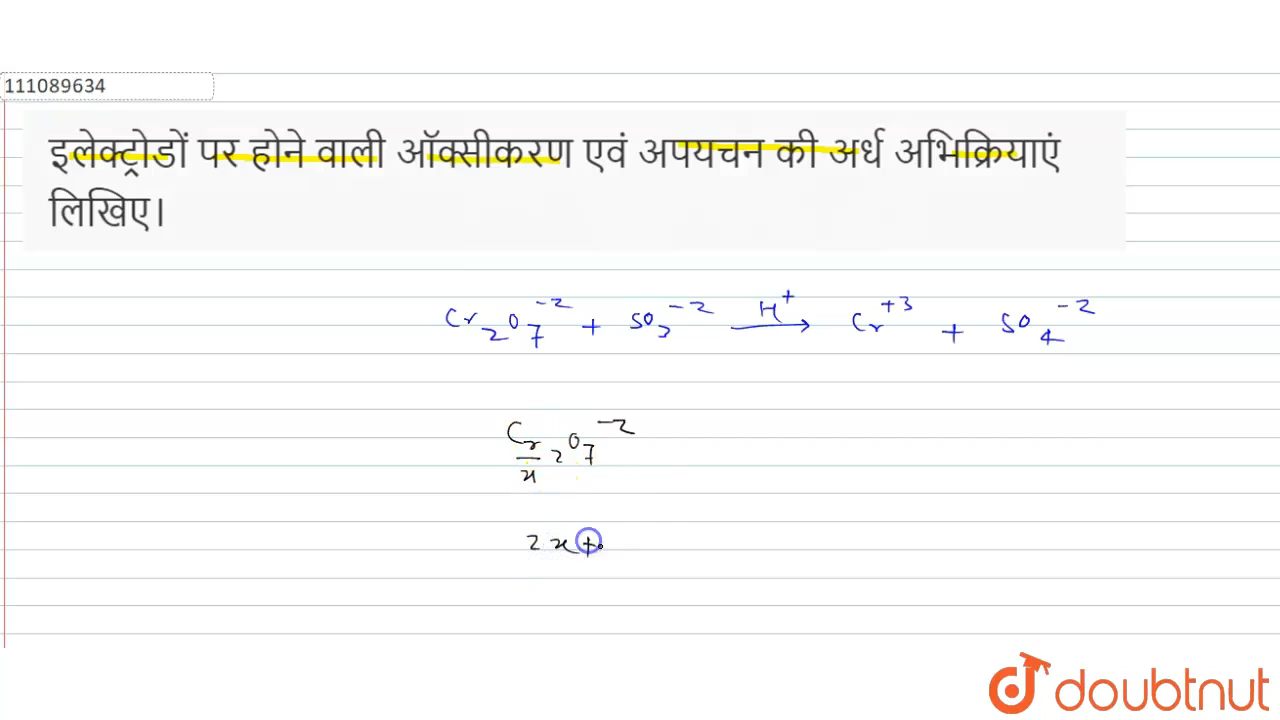 111089634
इलेक्ट्रोडों पर होने वाली ऑक्सीकरण एवं अपयचन की अर्ध अभिक्रियाएं
लिखिए।
Cr₂O₇⁻² + SO₃⁻² —H⁺→ Cr⁺³ + SO₄⁻²
Cr₂O₇⁻²
x
2x+
doubtnut